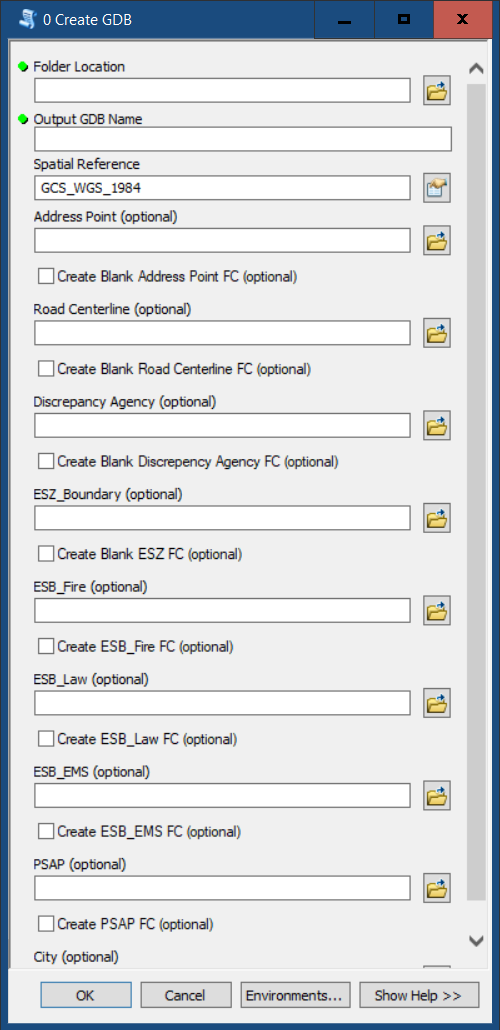 0 Create GDB
Folder Location
Output GDB Name
Spatial Reference
GCS_WGS_1984
Address Point (optional)
Create Blank Address Point FC (optional)
Road Centerline (optional)
Create Blank Road Centerline FC (optional)
Discrepancy Agency (optional)
Create Blank Discrepency Agency FC (optional)
ESZ_Boundary (optional)
Create Blank ESZ FC (optional)
ESB_Fire (optional)
Create ESB_Fire FC (optional)
ESB_Law (optional)
Create ESB_Law FC (optional)
ESB_EMS (optional)
Create ESB_EMS FC (optional)
PSAP (optional)
Create PSAP FC (optional)
City (optional)
OK Cancel Environments... Show Help >>